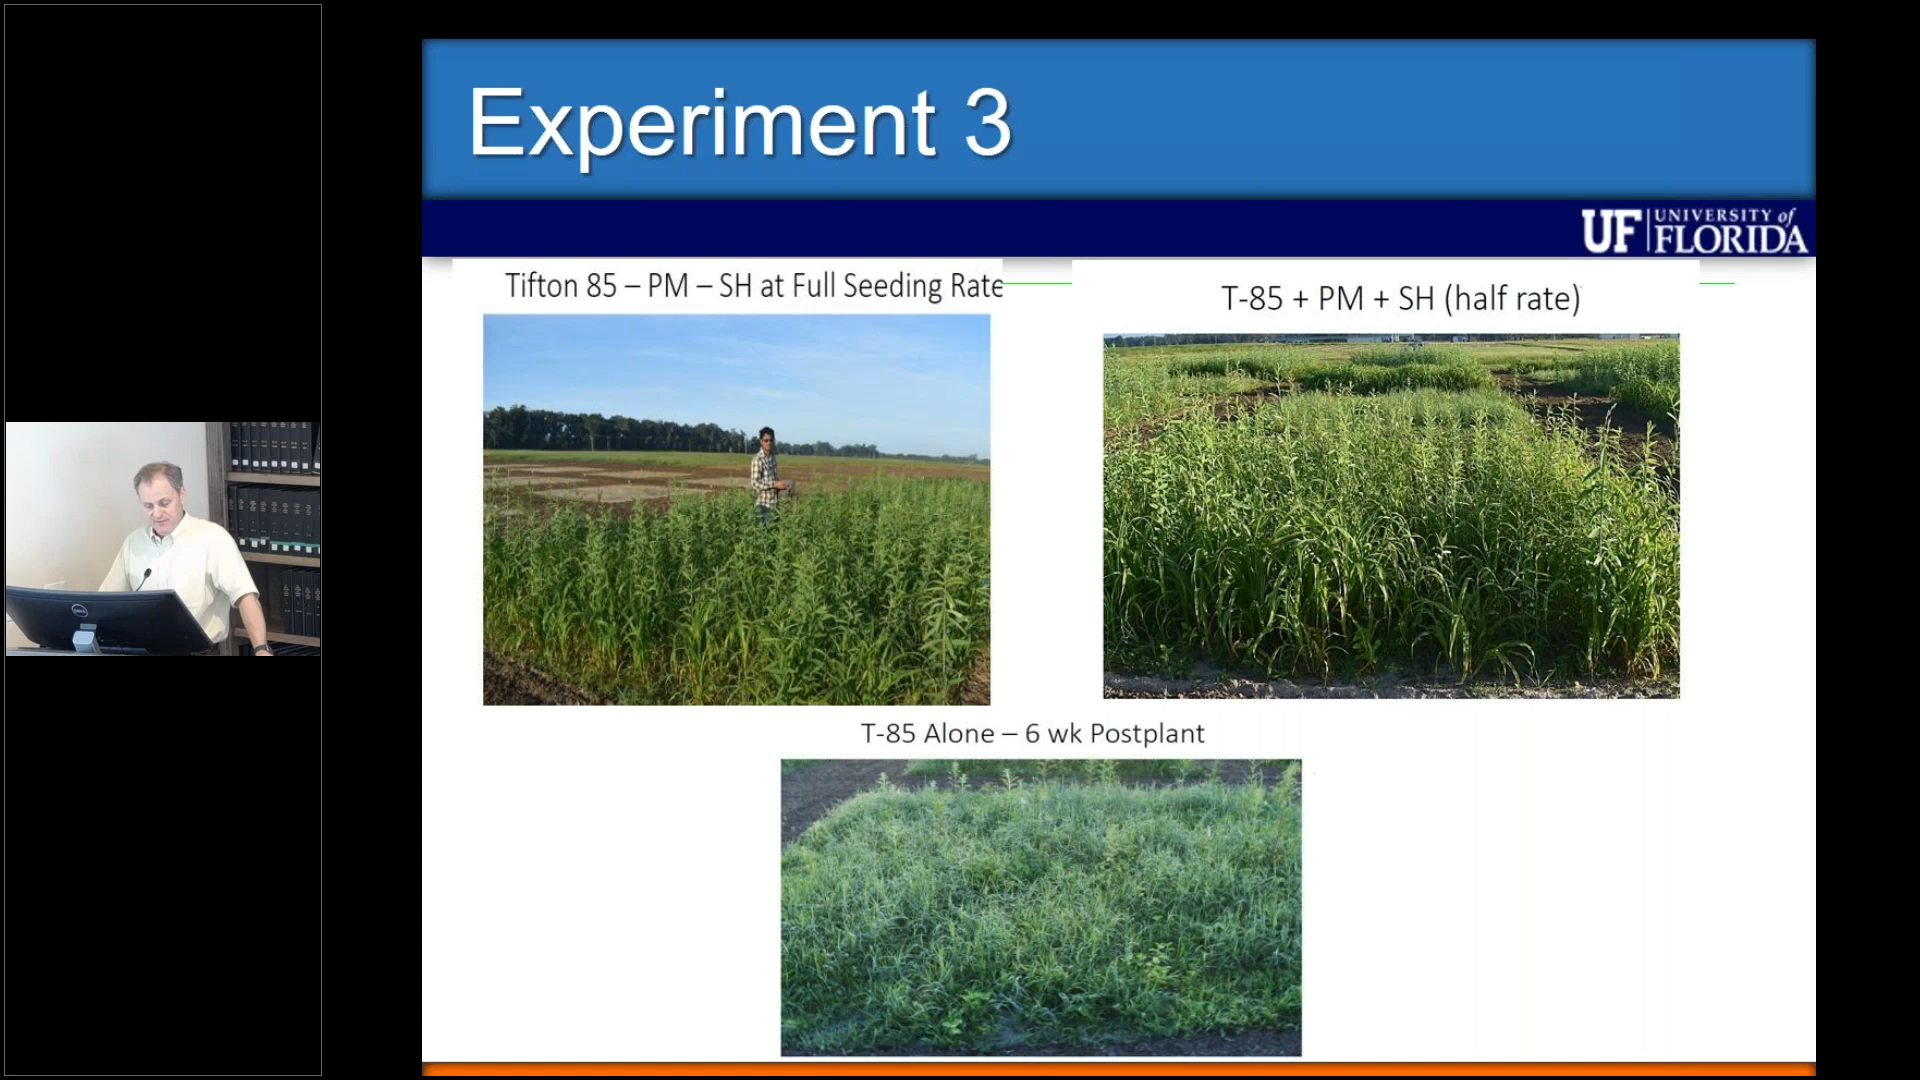 Experiment 3
UF UNIVERSITY of
FLORIDA
Tifton 85 – PM – SH at Full Seeding Rate
T-85 + PM + SH (half rate)
T-85 Alone – 6 wk Postplant
DELL